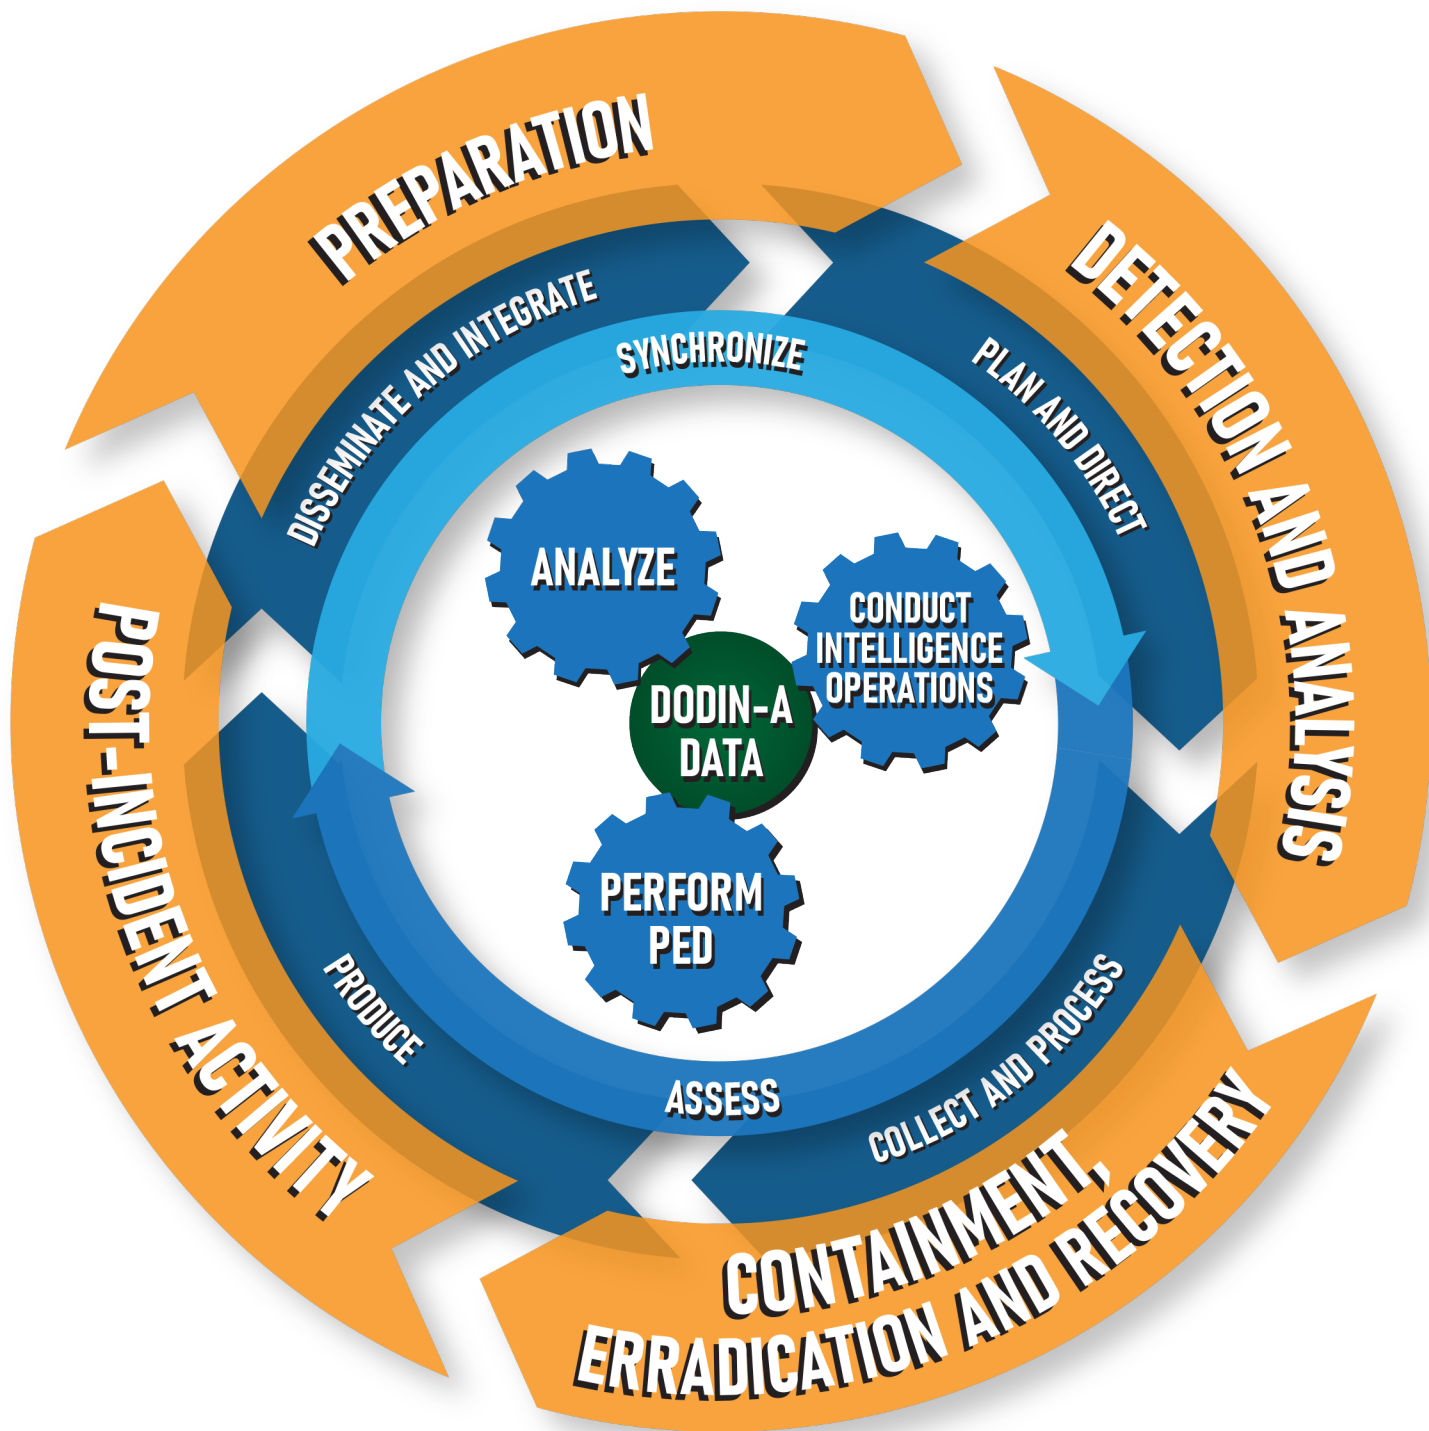 PREPARATION
DETECTION AND ANALYSIS
CONTAINMENT,
ERRADICATION AND RECOVERY
POST-INCIDENT ACTIVITY
DISSEMINATE AND INTEGRATE
PLAN AND DIRECT
COLLECT AND PROCESS
PRODUCE
SYNCHRONIZE
ASSESS
ANALYZE
CONDUCT
INTELLIGENCE
OPERATIONS
DODIN-A
DATA
PERFORM
PED